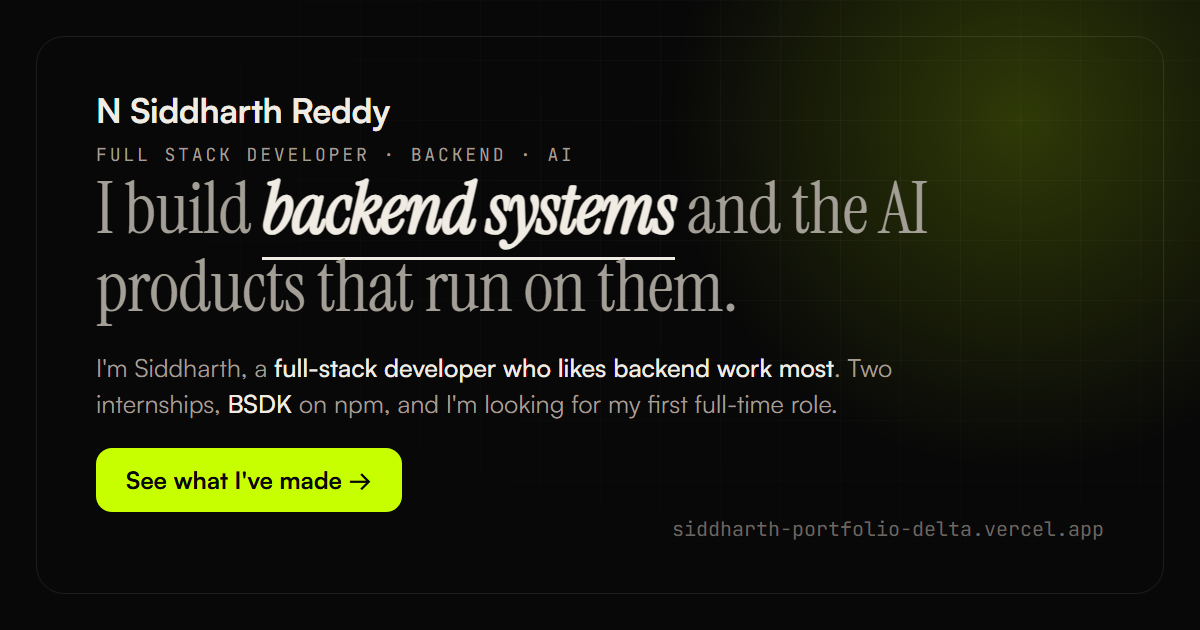 N Siddharth Reddy
FULL STACK DEVELOPER · BACKEND · AI
I build backend systems and the AI
products that run on them.
I'm Siddharth, a full-stack developer who likes backend work most. Two
internships, BSDK on npm, and I'm looking for my first full-time role.
See what I've made →
siddharth-portfolio-delta.vercel.app